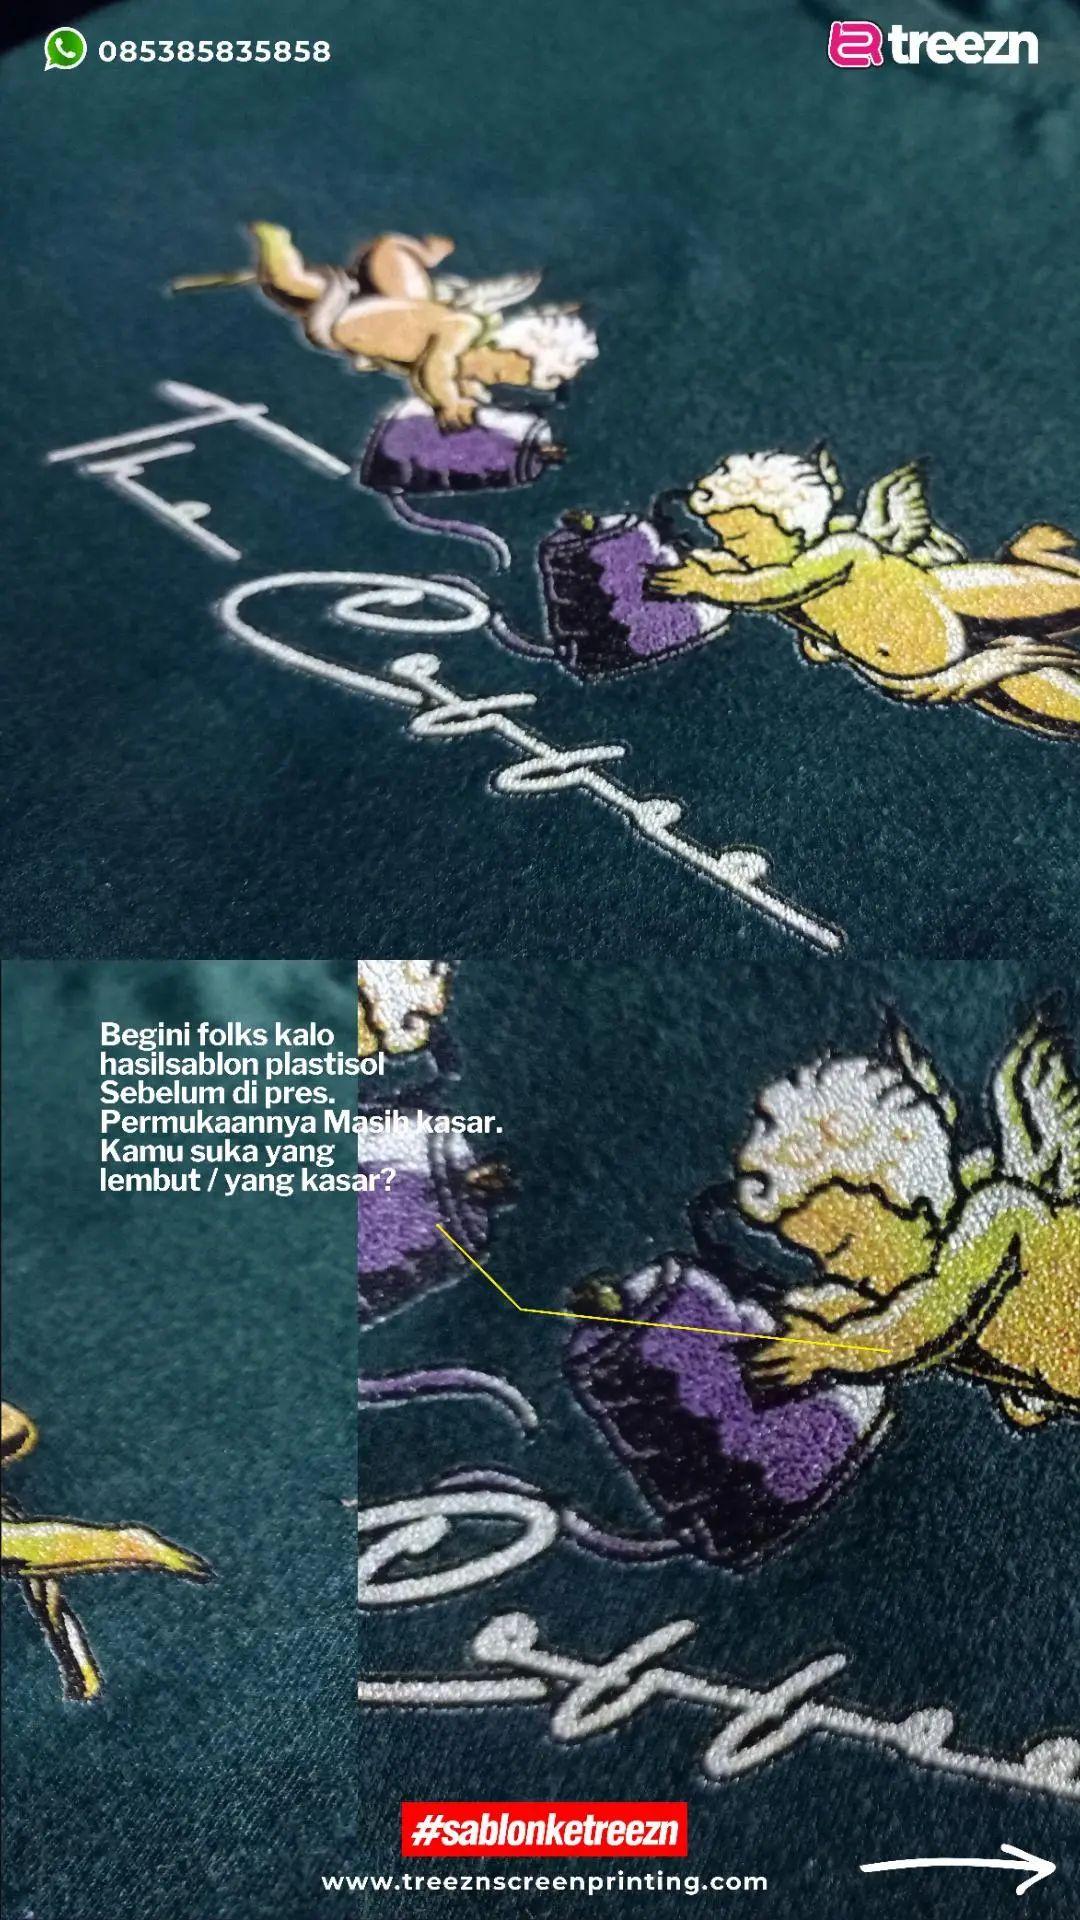 085385835858
treezn
The
Begini folks kalo
hasilsablon plastisol
Sebelum di pres.
Permukaannya Masih kasar.
Kamu suka yang
lembut / yang kasar?
#sablonketreezn
www.treeznscreenprinting.com